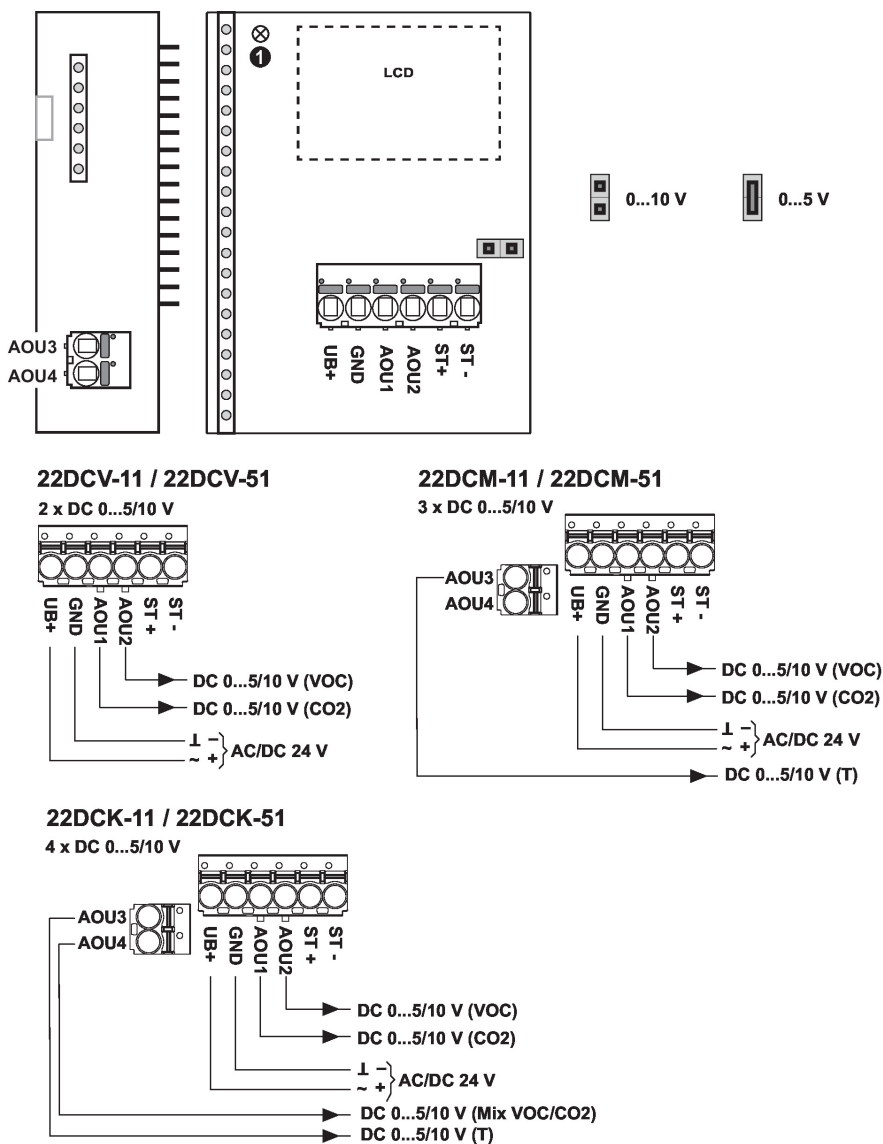 ❶
LCD
0...10 V
0...5 V
AOU3
AOU4
UB+
GND
AOU1
AOU2
ST+
ST -
22DCV-11 / 22DCV-51
2 x DC 0...5/10 V
UB+
GND
AOU1
AOU2
ST +
ST -
DC 0...5/10 V (VOC)
DC 0...5/10 V (CO2)
⊥ –
~ +
AC/DC 24 V
22DCM-11 / 22DCM-51
3 x DC 0...5/10 V
AOU3
AOU4
UB+
GND
AOU1
AOU2
ST +
ST -
DC 0...5/10 V (VOC)
DC 0...5/10 V (CO2)
⊥ –
~ +
AC/DC 24 V
DC 0...5/10 V (T)
22DCK-11 / 22DCK-51
4 x DC 0...5/10 V
AOU3
AOU4
UB+
GND
AOU1
AOU2
ST +
ST -
DC 0...5/10 V (VOC)
DC 0...5/10 V (CO2)
⊥ –
~ +
AC/DC 24 V
DC 0...5/10 V (Mix VOC/CO2)
DC 0...5/10 V (T)